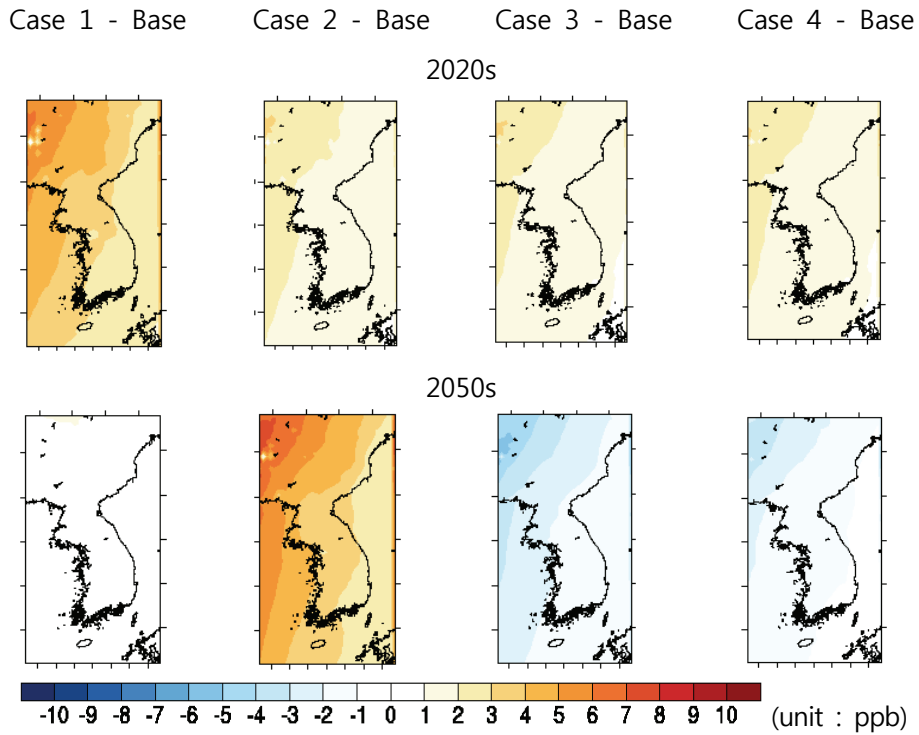 Case 1 - Base Case 2 - Base Case 3 - Base Case 4 - Base
2020s
2050s
-10 -9 -8 -7 -6 -5 -4 -3 -2 -1 0 1 2 3 4 5 6 7 8 9 10 (unit : ppb)